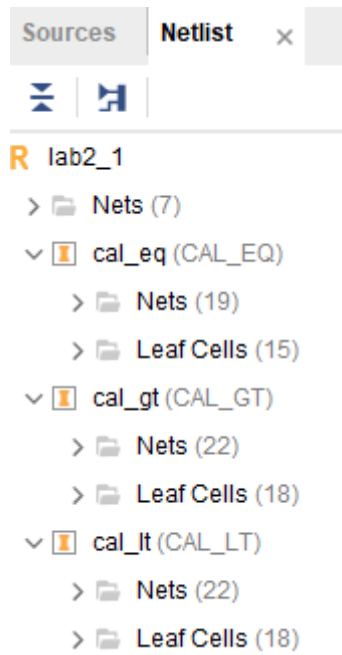 Sources Netlist
R lab2_1
Nets (7)
I cal_eq (CAL_EQ)
Nets (19)
Leaf Cells (15)
I cal_gt (CAL_GT)
Nets (22)
Leaf Cells (18)
I cal_lt (CAL_LT)
Nets (22)
Leaf Cells (18)